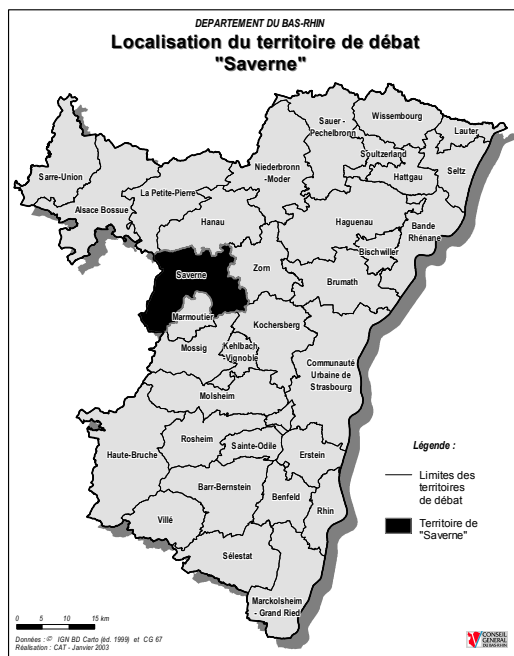 DEPARTEMENT DU BAS-RHIN
Localisation du territoire de débat
"Saverne"
Wissembourg
Sauer -
Pechelbronn
Lauter
Soultzerland
Niederbronn
-Moder
Hattgau
Seltz
Sarre-Union
La Petite-Pierre
Alsace Bossue
Hanau
Haguenau
Bande
Rhénane
Bischwiller
Saverne
Zorn
Brumath
Marmoutier
Kochersberg
Mossig
Kehlbach
-Vignoble
Communauté
Urbaine de
Strasbourg
Molsheim
Rosheim
Sainte-Odile
Erstein
Haute-Bruche
Barr-Bernstein
Benfeld
Rhin
Villé
Sélestat
Marckolsheim
- Grand Ried
Légende :
Limites des
territoires
de débat
Territoire de
"Saverne"
0 5 10 15 km
Données : © IGN BD Carto (éd. 1999) et CG 67
Réalisation : CAT - Janvier 2003
CONSEIL
GENERAL
DU BAS-RHIN